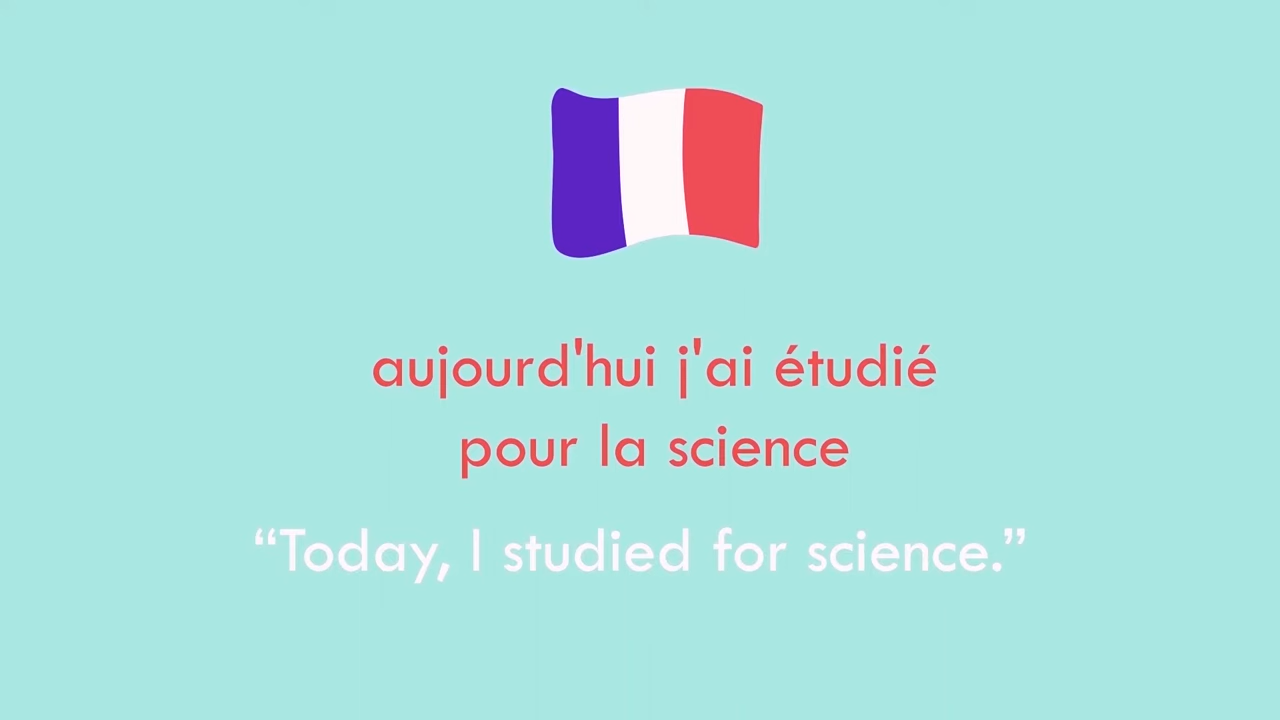 aujourd'hui j'ai étudié
pour la science
“Today, I studied for science.”